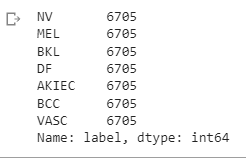 NV 6705
MEL 6705
BKL 6705
DF 6705
AKIEC 6705
BCC 6705
VASC 6705
Name: label, dtype: int64